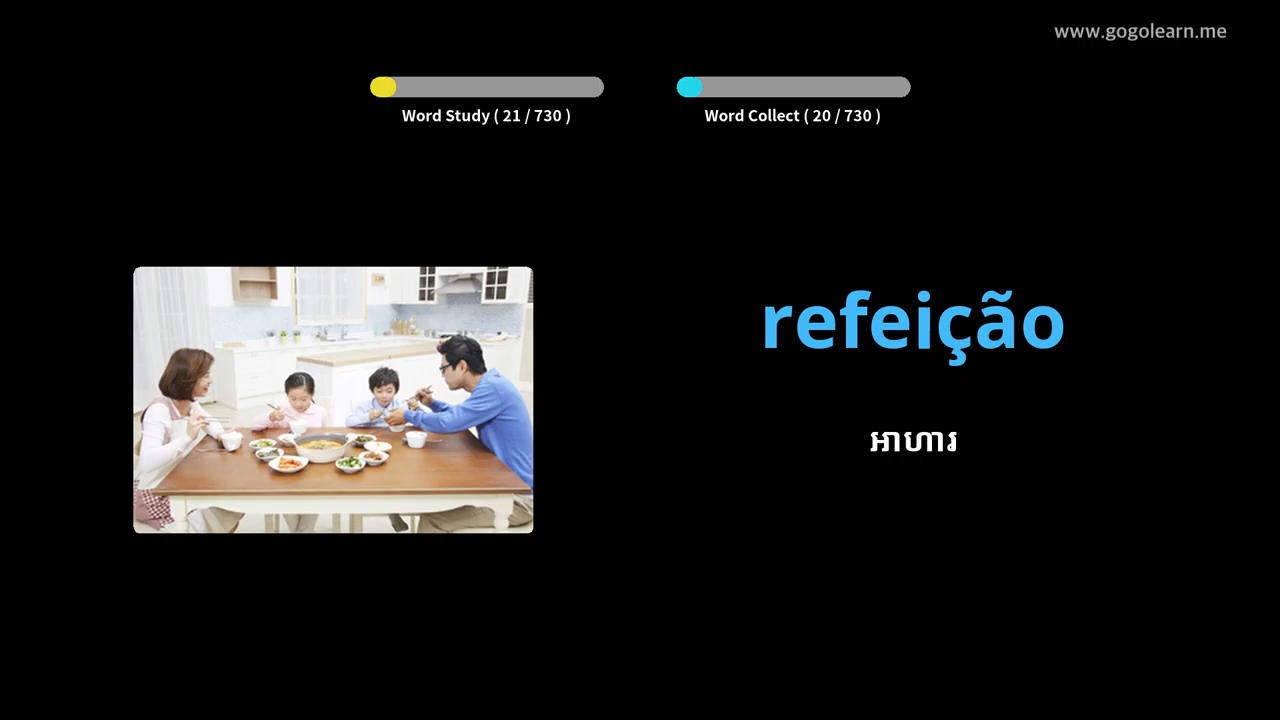 www.gogolearn.me
Word Study ( 21 / 730 )
Word Collect ( 20 / 730 )
refeição
អាហារ